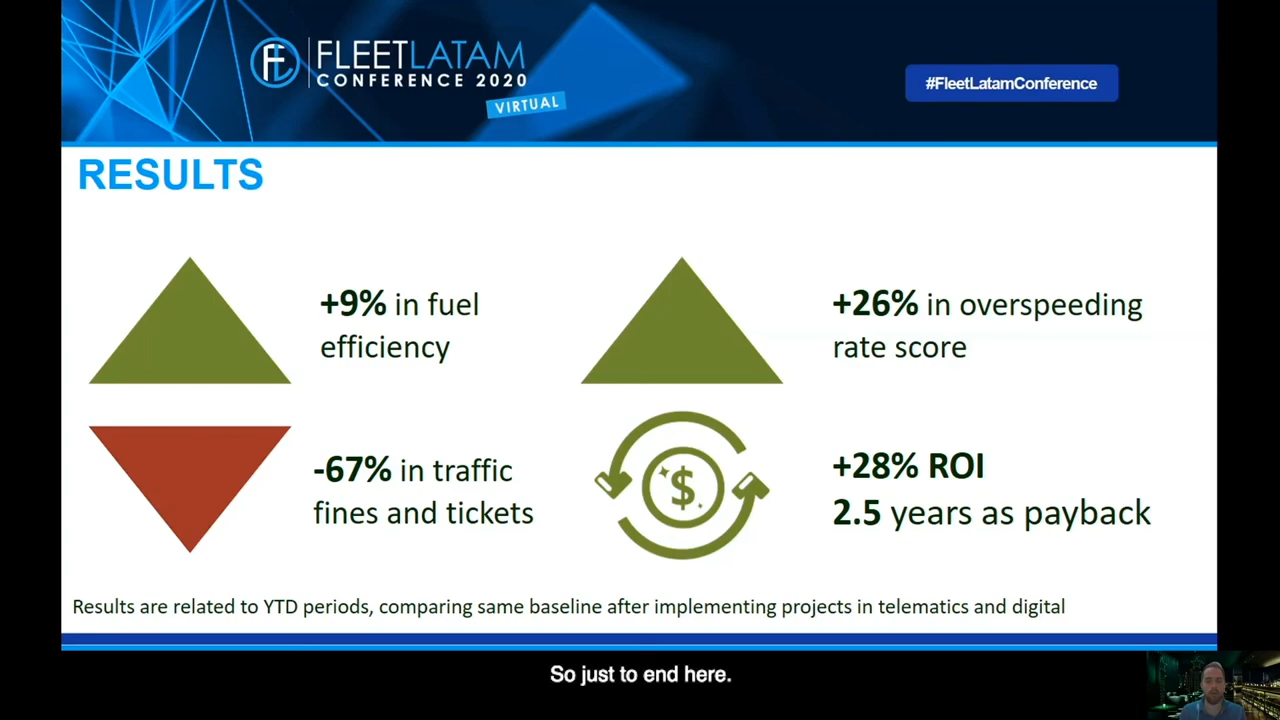 FLEETLATAM
CONFERENCE 2020
VIRTUAL
#FleetLatamConference
RESULTS
+9% in fuel
efficiency
+26% in overspeeding
rate score
-67% in traffic
fines and tickets
$
+28% ROI
2.5 years as payback
Results are related to YTD periods, comparing same baseline after implementing projects in telematics and digital
So just to end here.